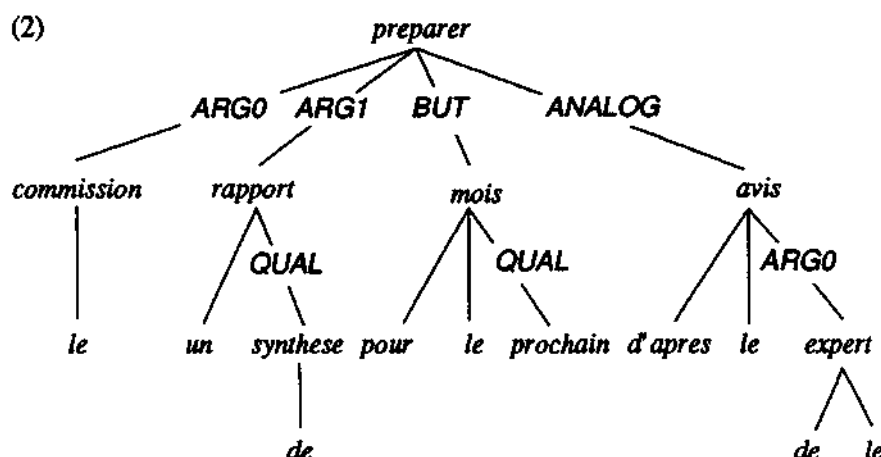 (2) preparer
ARG0 ARG1 BUT ANALOG
commission rapport mois avis
QUAL QUAL ARG0
le un synthese pour le prochain d'apres le expert
de de le